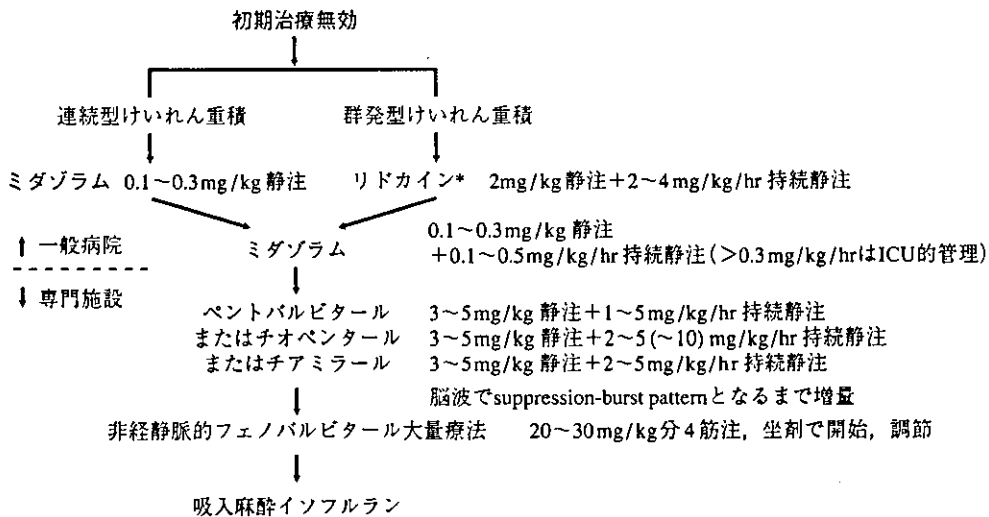 初期治療無効
連続型けいれん重積 群発型けいれん重積
ミダゾラム 0.1～0.3mg/kg 静注 リドカイン* 2mg/kg 静注＋2～4mg/kg/hr 持続静注
0.1～0.3mg/kg 静注
↑ 一般病院 ミダゾラム ＋0.1～0.5mg/kg/hr 持続静注(＞0.3mg/kg/hrはICU的管理)
↓ 専門施設
ペントバルビタール 3～5mg/kg 静注＋1～5mg/kg/hr 持続静注
またはチオペンタール 3～5mg/kg 静注＋2～5(～10) mg/kg/hr 持続静注
またはチアミラール 3～5mg/kg 静注＋2～5mg/kg/hr 持続静注
脳波でsuppression-burst patternとなるまで増量
非経静脈的フェノバルビタール大量療法 20～30mg/kg分4筋注，坐剤で開始，調節
吸入麻酔イソフルラン